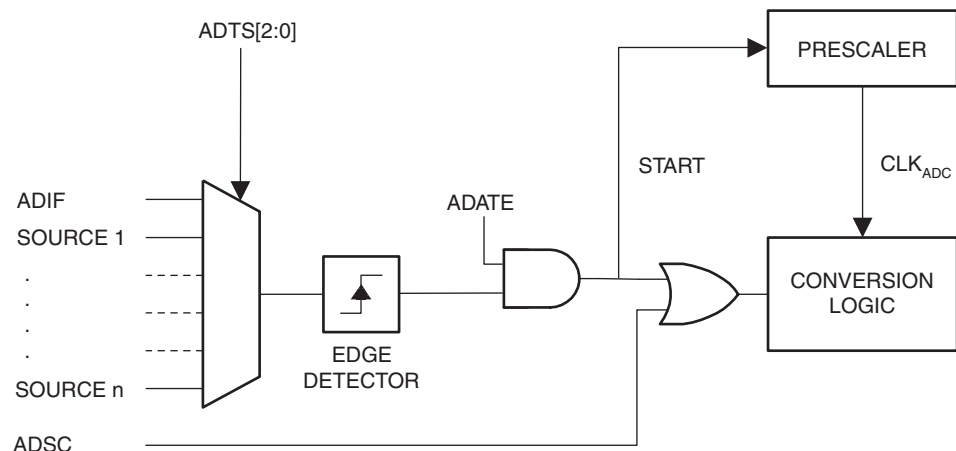 ADTS[2:0]
PRESCALER
START
CLKADC
ADIF
ADATE
SOURCE 1
.
.
.
.
CONVERSION
LOGIC
EDGE
DETECTOR
SOURCE n
ADSC